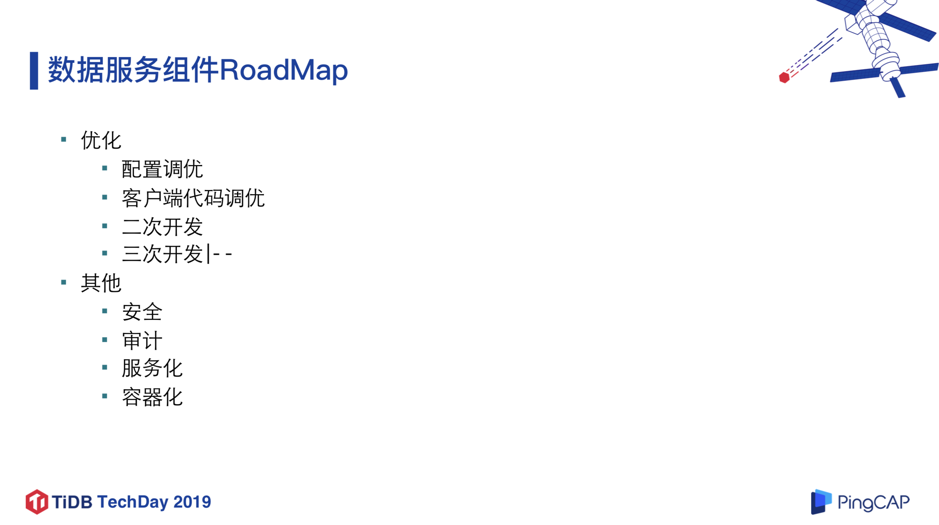 数据服务组件RoadMap
优化
配置调优
客户端代码调优
二次开发
三次开发|- -
其他
安全
审计
服务化
容器化
TiDB TechDay 2019
PingCAP